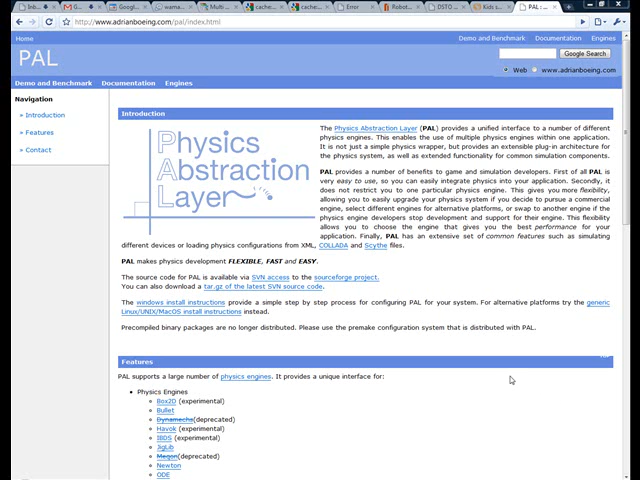 Inb...
G...
Googl...
wama...
Multi
cache:
cache:
Error
Robot
DSTO
Kids s
PAL :
http://www.adrianboeing.com/pal/index.html
Home
Demo and Benchmark Documentation Engines
PAL
Google Search
Web www.adrianboeing.com
Demo and Benchmark Documentation Engines
Navigation
» Introduction
» Features
» Contact
Introduction
Physics
Abstraction
Layer
The Physics Abstraction Layer (PAL) provides a unified interface to a number of different
physics engines. This enables the use of multiple physics engines within one application.
It is not just a simple physics wrapper, but provides an extensible plug-in architecture for
the physics system, as well as extended functionality for common simulation components.
PAL provides a number of benefits to game and simulation developers. First of all PAL is
very easy to use, so you can easily integrate physics into your application. Secondly, it
does not restrict you to one particular physics engine. This gives you more flexibility,
allowing you to easily upgrade your physics system if you decide to pursue a commercial
engine, select different engines for alternative platforms, or swap to another engine if the
physics engine developers stop development and support for their engine. This flexibility
allows you to choose the engine that gives you the best performance for your
application. Finally, PAL has an extensive set of common features such as simulating
different devices or loading physics configurations from XML, COLLADA and Scythe files.
PAL makes physics development FLEXIBLE, FAST and EASY.
The source code for PAL is available via SVN access to the sourceforge project.
You can also download a tar.gz of the latest SVN source code.
The windows install instructions provide a simple step by step process for configuring PAL for your system. For alternative platforms try the generic
Linux/UNIX/MacOS install instructions instead.
Precompiled binary packages are no longer distributed. Please use the premake configuration system that is distributed with PAL.
Features
PAL supports a large number of physics engines. It provides a unique interface for:
• Physics Engines
Box2D (experimental)
Bullet
Dynamechs(deprecated)
Havok (experimental)
IBDS (experimental)
JigLib
Meqon(deprecated)
Newton
ODE